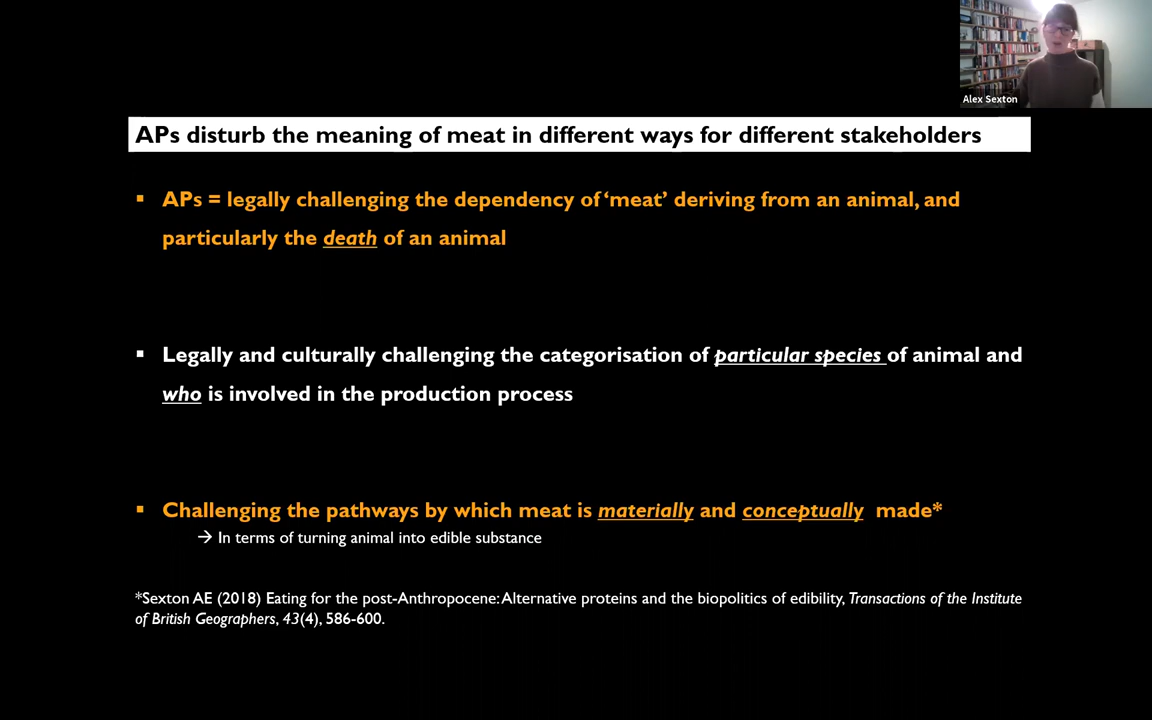 Alex Sexton
APs disturb the meaning of meat in different ways for different stakeholders
▪ APs = legally challenging the dependency of ‘meat’ deriving from an animal, and
particularly the death of an animal
▪ Legally and culturally challenging the categorisation of particular species of animal and
who is involved in the production process
▪ Challenging the pathways by which meat is materially and conceptually made*
→ In terms of turning animal into edible substance
*Sexton AE (2018) Eating for the post-Anthropocene: Alternative proteins and the biopolitics of edibility, Transactions of the Institute
of British Geographers, 43(4), 586-600.